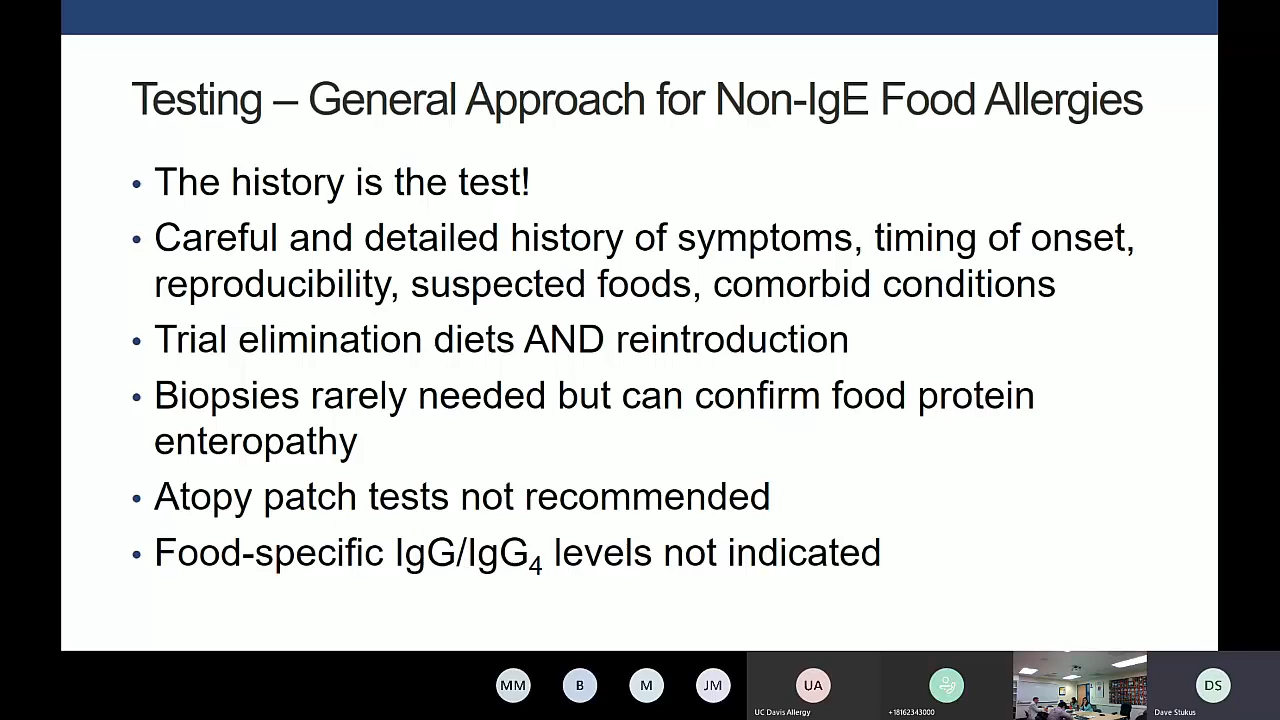 Testing – General Approach for Non-IgE Food Allergies
• The history is the test!
• Careful and detailed history of symptoms, timing of onset,
reproducibility, suspected foods, comorbid conditions
• Trial elimination diets AND reintroduction
• Biopsies rarely needed but can confirm food protein
enteropathy
• Atopy patch tests not recommended
• Food-specific IgG/IgG₄ levels not indicated
MM B M JM UA DS
UC Davis Allergy +18162343000 Dave Stukus